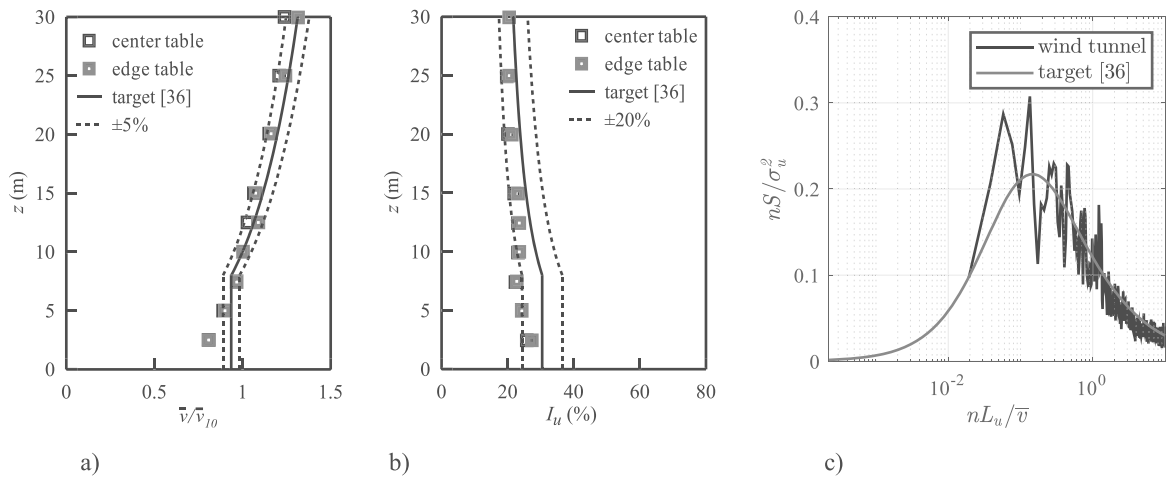 30
25
20
15
10
5
0
z (m)
center table
edge table
target [36]
±5%
0
0.5
1
1.5
v̅/v̅10
a)
30
25
20
15
10
5
0
z (m)
center table
edge table
target [36]
±20%
0
20
40
60
80
Iu (%)
b)
0.4
0.3
0.2
0.1
0
nS/σu²
wind tunnel
target [36]
10⁻²
10⁰
nLu/v̅
c)